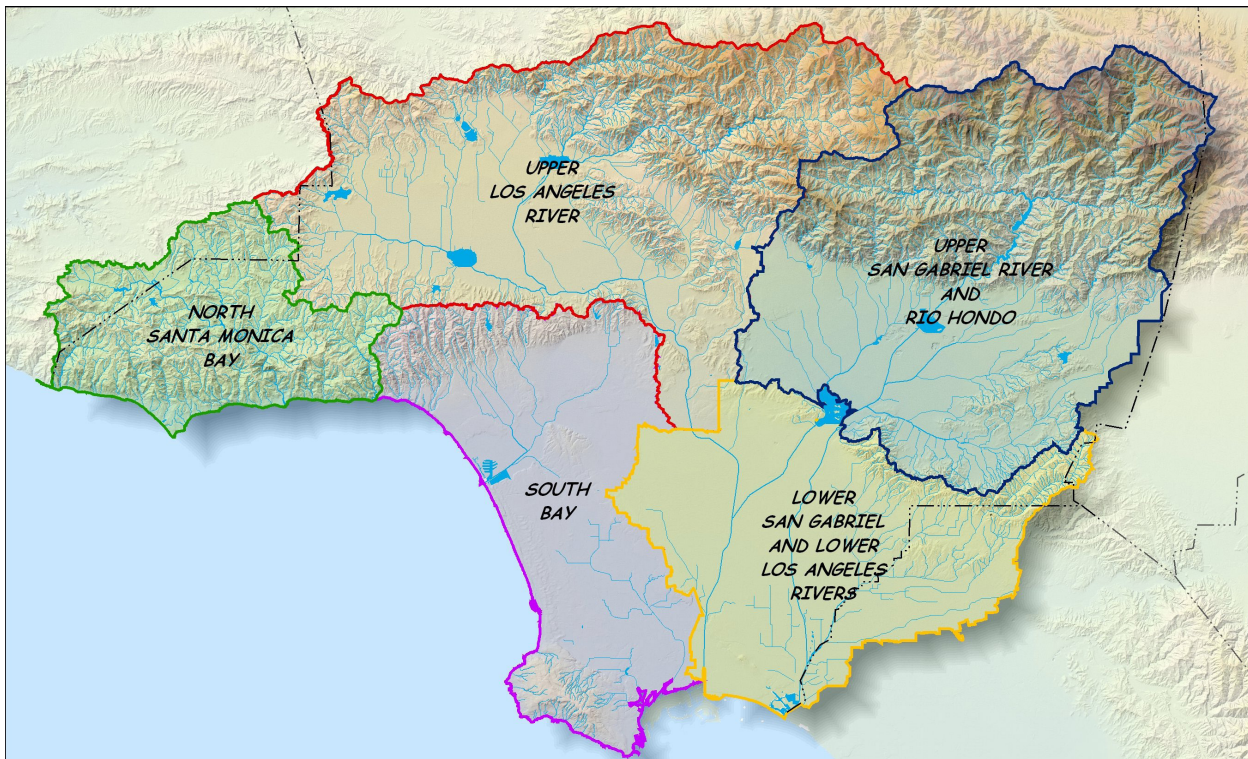 UPPER
LOS ANGELES
RIVER
UPPER
SAN GABRIEL RIVER
AND
RIO HONDO
NORTH
SANTA MONICA
BAY
SOUTH
BAY
LOWER
SAN GABRIEL
AND LOWER
LOS ANGELES
RIVERS